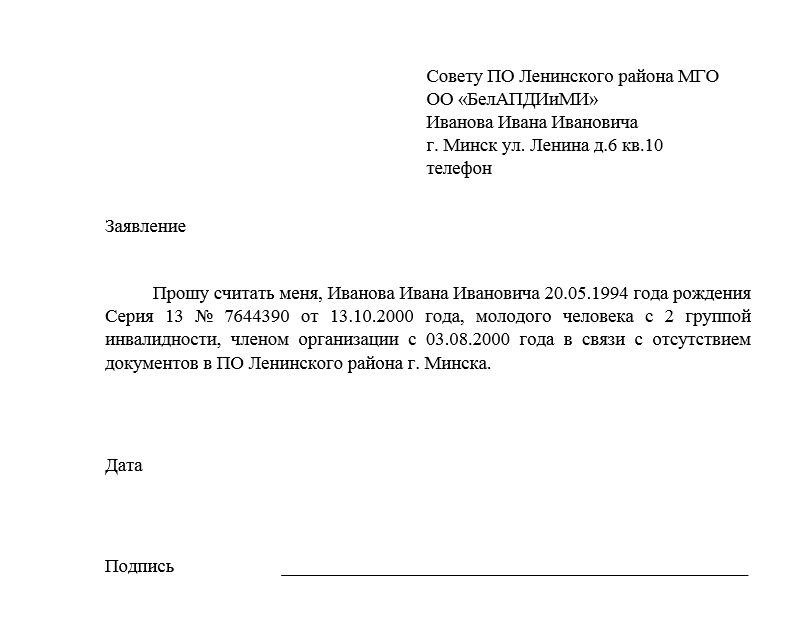 Совету ПО Ленинского района МГО
ОО «БелАПДИиМИ»
Иванова Ивана Ивановича
г. Минск ул. Ленина д.6 кв.10
телефон
Заявление
Прошу считать меня, Иванова Ивана Ивановича 20.05.1994 года рождения
Серия 13 № 7644390 от 13.10.2000 года, молодого человека с 2 группой
инвалидности, членом организации с 03.08.2000 года в связи с отсутствием
документов в ПО Ленинского района г. Минска.
Дата
Подпись